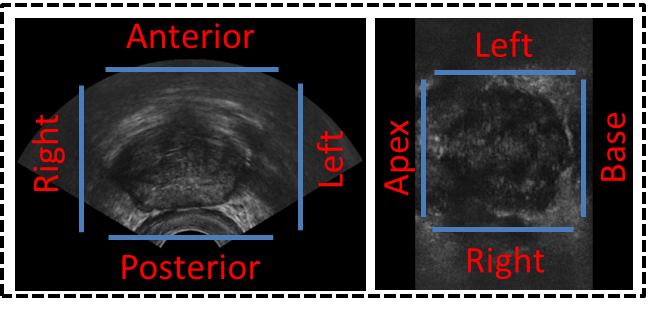 Anterior
Right
Left
Posterior
Left
Apex
Base
Right